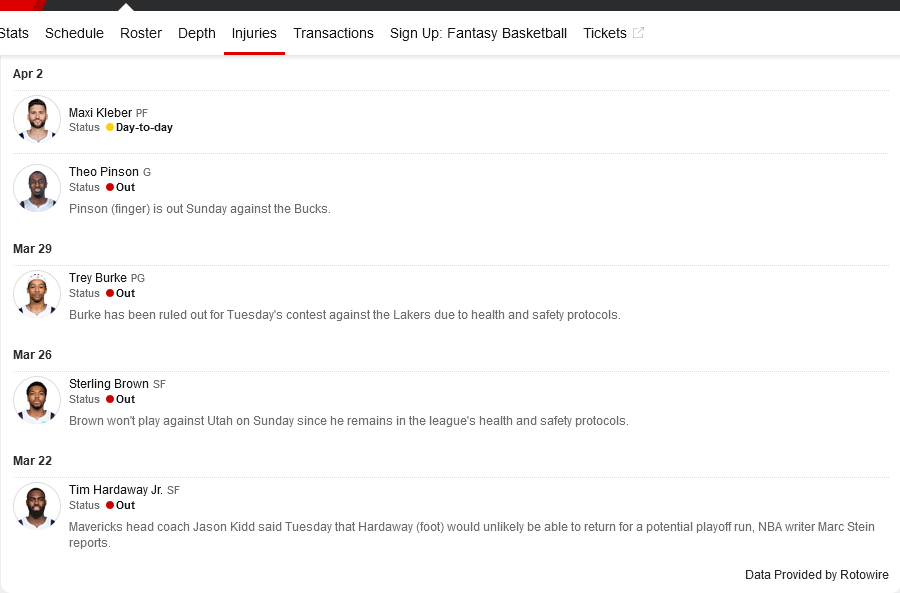 Stats Schedule Roster Depth Injuries Transactions Sign Up: Fantasy Basketball Tickets
Apr 2
Maxi Kleber PF
Status Day-to-day
Theo Pinson G
Status Out
Pinson (finger) is out Sunday against the Bucks.
Mar 29
Trey Burke PG
Status Out
Burke has been ruled out for Tuesday's contest against the Lakers due to health and safety protocols.
Mar 26
Sterling Brown SF
Status Out
Brown won't play against Utah on Sunday since he remains in the league's health and safety protocols.
Mar 22
Tim Hardaway Jr. SF
Status Out
Mavericks head coach Jason Kidd said Tuesday that Hardaway (foot) would unlikely be able to return for a potential playoff run, NBA writer Marc Stein
reports.
Data Provided by Rotowire